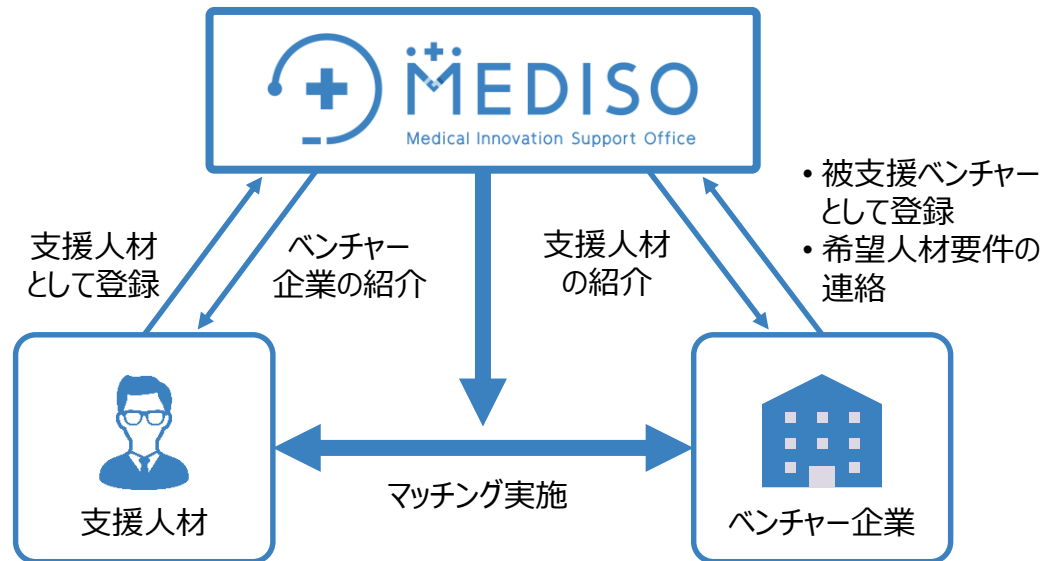 MEDISO
Medical Innovation Support Office
支援人材
として登録
ベンチャー
企業の紹介
支援人材
の紹介
• 被支援ベンチャー
として登録
• 希望人材要件の
連絡
マッチング実施
支援人材
ベンチャー企業